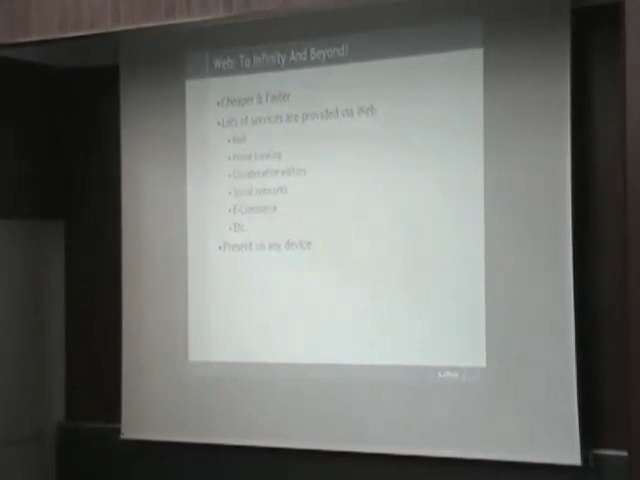 Web: To Infinity And Beyond!
•Cheaper & Faster
•Lots of services are provided via Web
•Mail
•Home banking
•Collaborative editors
•Social networks
•E-Commerce
•Etc.
•Present on any device